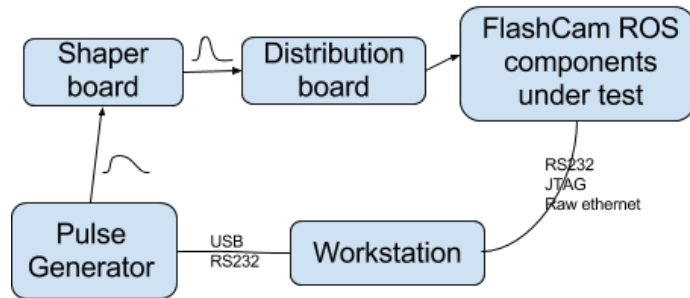 Shaper
board
Distribution
board
FlashCam ROS
components
under test
RS232
JTAG
Raw ethernet
Pulse
Generator
USB
RS232
Workstation